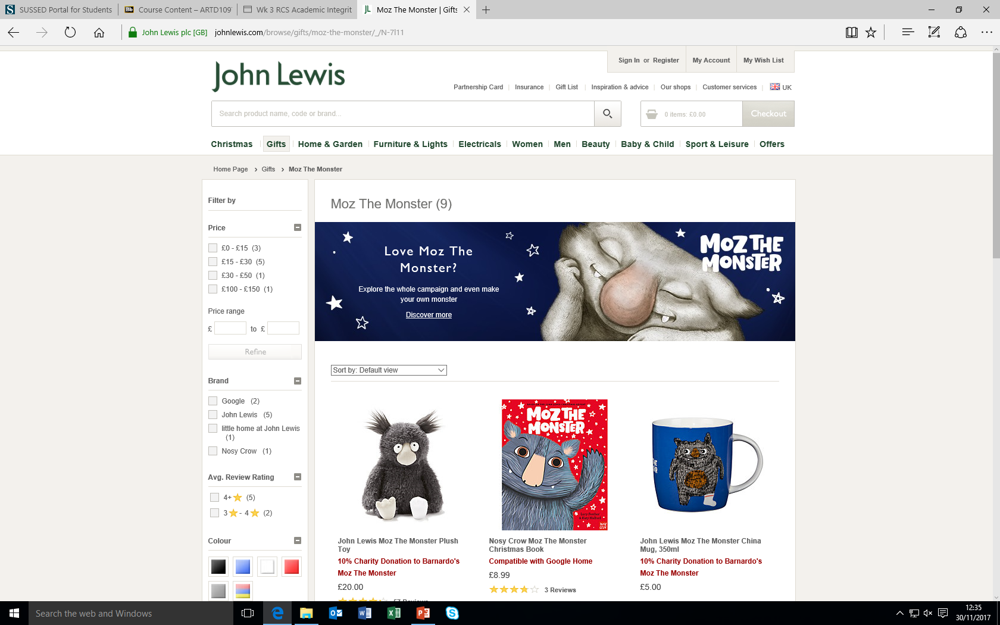 SUSSED Portal for Students
Course Content – ARTD109
Wk 3 RCS Academic Integrit
Moz The Monster | Gifts
John Lewis plc [GB]
johnlewis.com/browse/gifts/moz-the-monster/_/N-7l11
Sign In or Register
My Account
My Wish List
John Lewis
Partnership Card
Insurance
Gift List
Inspiration & advice
Our shops
Customer services
UK
Search product name, code or brand...
0 items: £0.00
Checkout
Christmas
Gifts
Home & Garden
Furniture & Lights
Electricals
Women
Men
Beauty
Baby & Child
Sport & Leisure
Offers
Home Page › Gifts › Moz The Monster
Filter by
Price
£0 - £15 (3)
£15 - £30 (5)
£30 - £50 (1)
£100 - £150 (1)
Price range
£ to £
Refine
Brand
Google (2)
John Lewis (5)
little home at John Lewis
(1)
Nosy Crow (1)
Avg. Review Rating
4+ (5)
3 - 4 (2)
Colour
Moz The Monster (9)
Love Moz The
Monster?
Explore the whole campaign and even make
your own monster
Discover more
MOZ THE
MONSTER
Sort by: Default view
MOZ THE
MONSTER
John Lewis Moz The Monster Plush
Toy
10% Charity Donation to Barnardo's
Moz The Monster
£20.00
57 Reviews
Nosy Crow Moz The Monster
Christmas Book
Compatible with Google Home
£8.99
3 Reviews
John Lewis Moz The Monster China
Mug, 350ml
10% Charity Donation to Barnardo's
Moz The Monster
£5.00
Search the web and Windows
12:35
30/11/2017